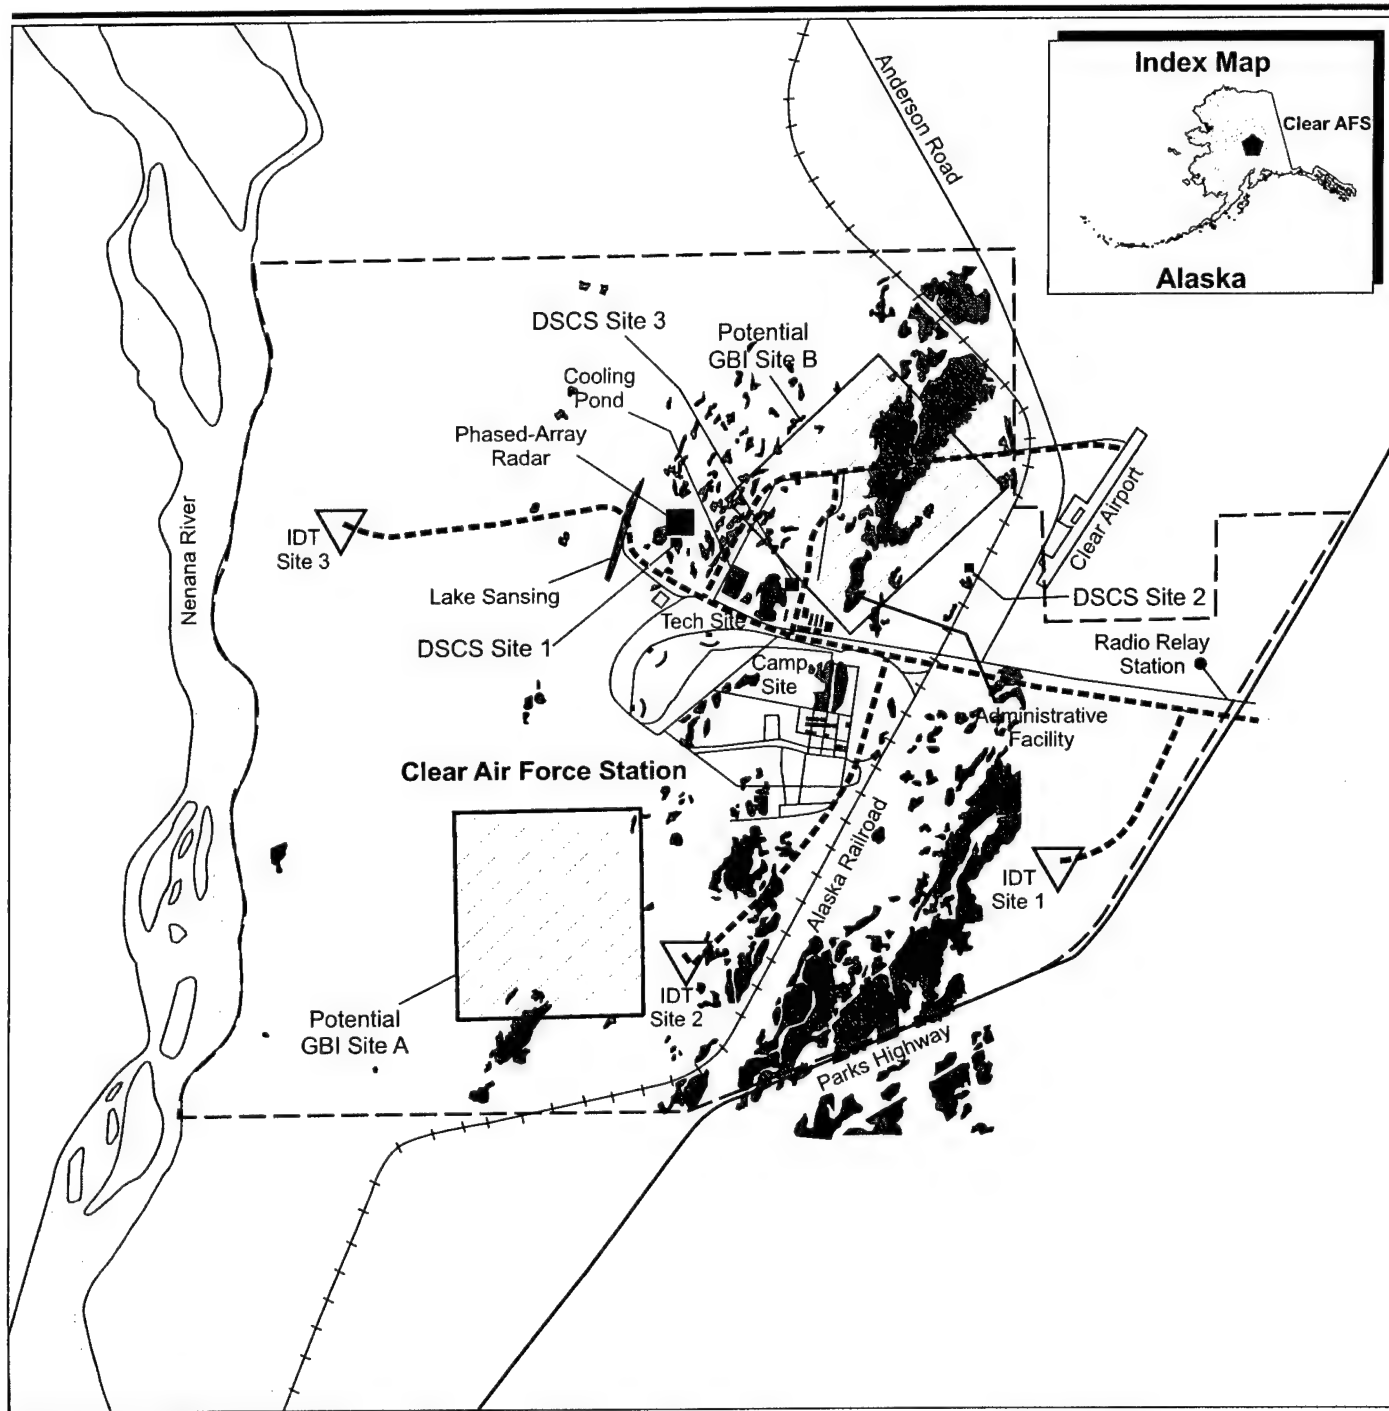 Index Map
Clear AFS
Alaska
Anderson Road
DSCS Site 3
Potential
GBI Site B
Cooling
Pond
Phased-Array
Radar
Nenana River
IDT
Site 3
Clear Airport
Lake Sansing
DSCS Site 2
Tech Site
DSCS Site 1
Radio Relay
Station
Camp
Site
Administrative
Facility
Clear Air Force Station
Alaska Railroad
IDT
Site 1
IDT
Site 2
Potential
GBI Site A
Parks Highway